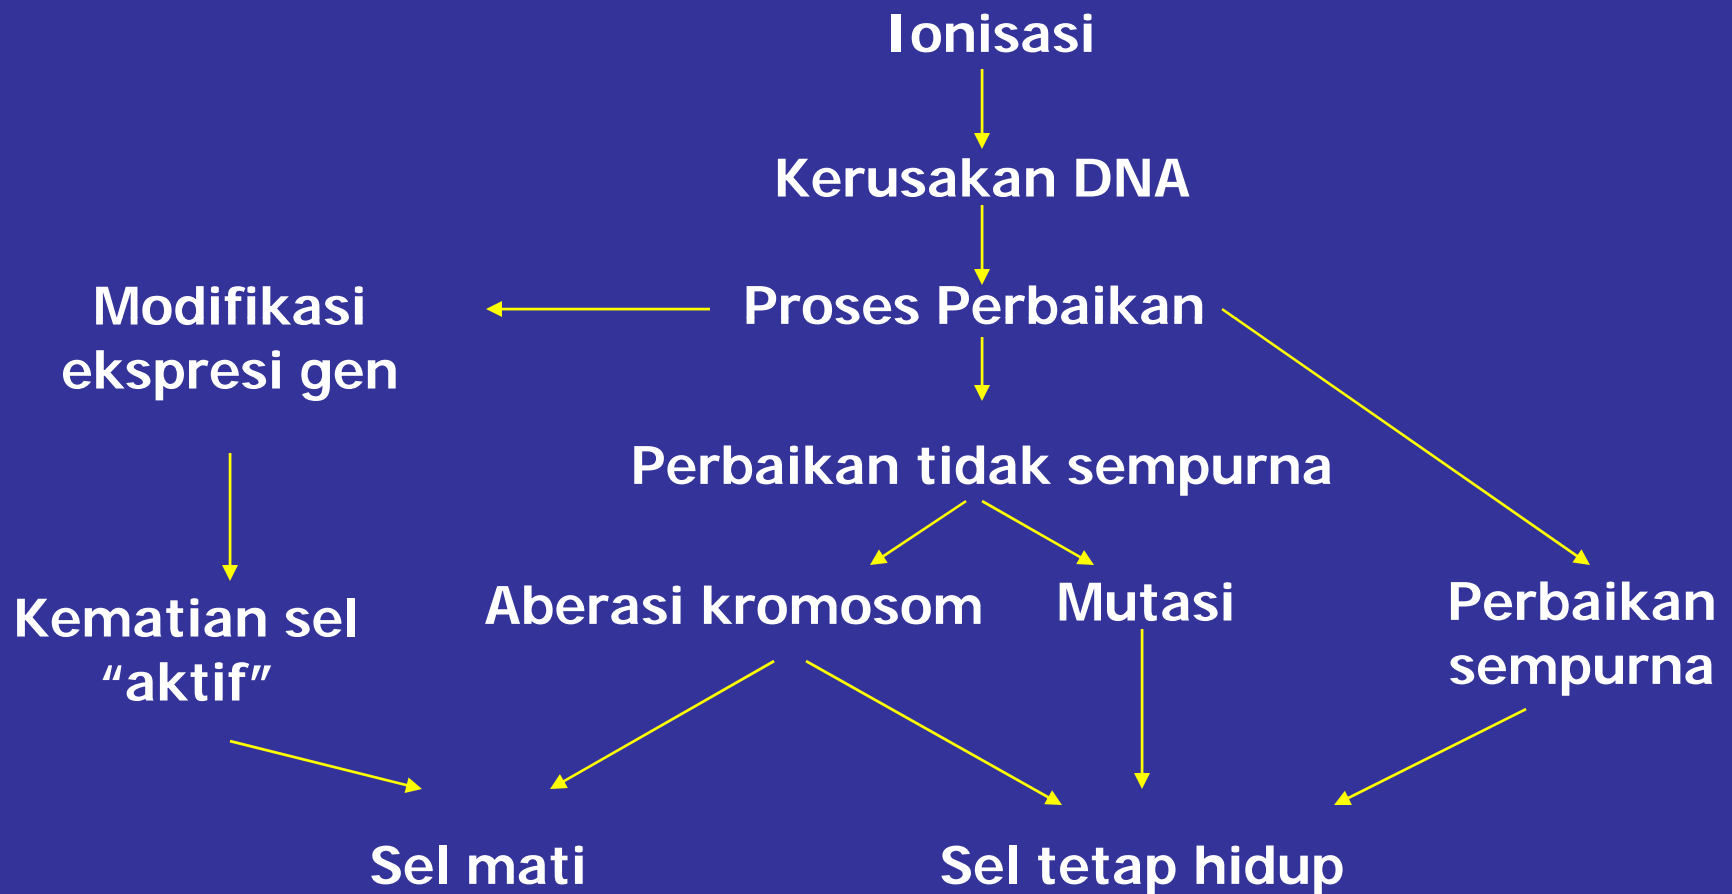 Ionisasi
Kerusakan DNA
Modifikasi
ekspresi gen
Proses Perbaikan
Perbaikan tidak sempurna
Kematian sel
“aktif”
Aberasi kromosom
Mutasi
Perbaikan
sempurna
Sel mati
Sel tetap hidup